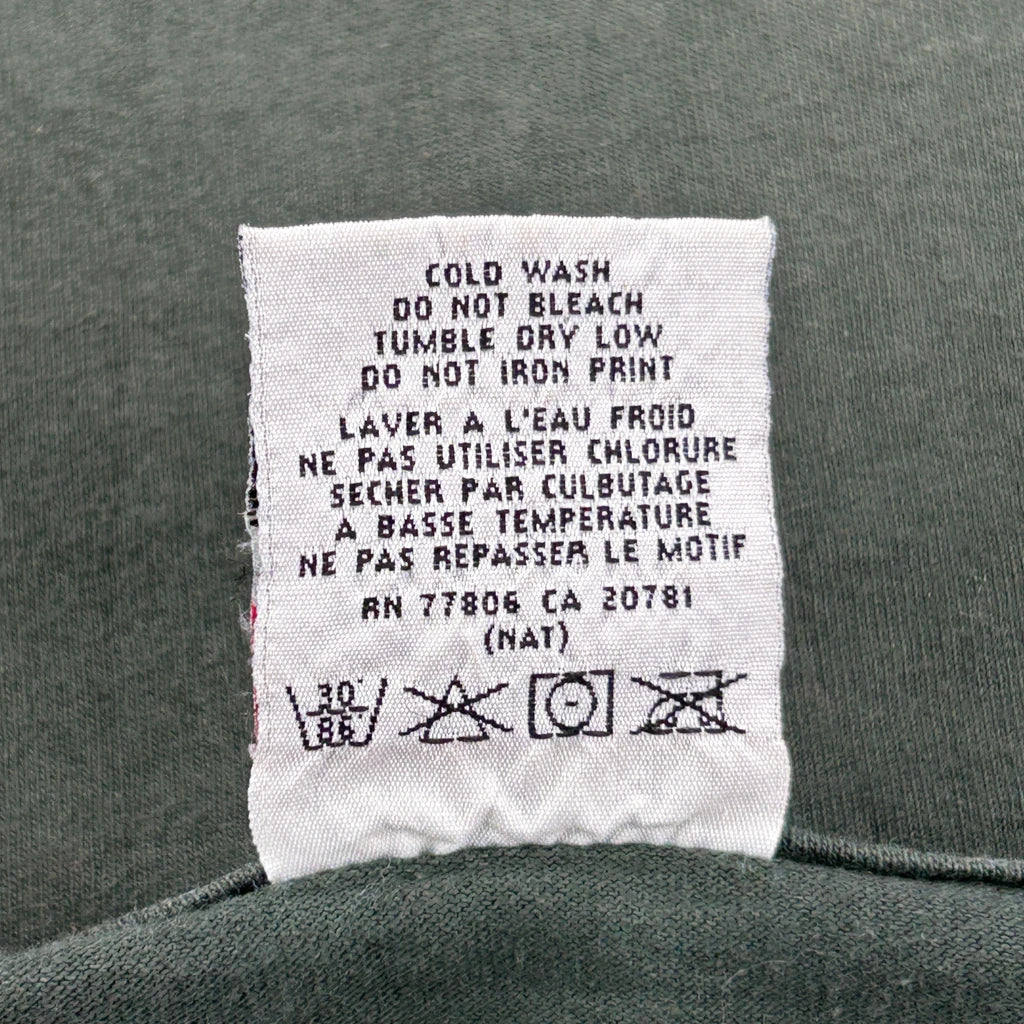 COLD WASH
DO NOT BLEACH
TUMBLE DRY LOW
DO NOT IRON PRINT
LAVER A L'EAU FROID
NE PAS UTILISER CHLORURE
SECHER PAR CULBUTAGE
A BASSE TEMPERATURE
NE PAS REPASSER LE MOTIF
RN 77806 CA 20781
(NAT)
30°
86